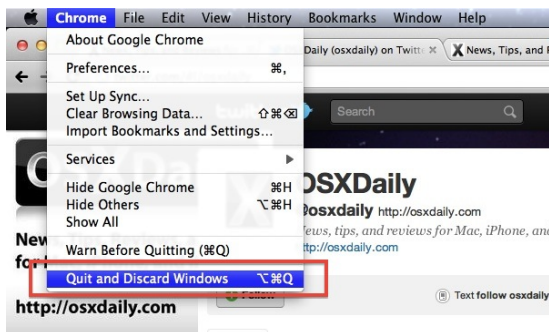 Chrome File Edit View History Bookmarks Window Help
About Google Chrome
Daily (osxdaily) on Twitte × X News, Tips, and
Preferences... ⌘,
Set Up Sync...
Clear Browsing Data... ⇧⌘⌫
Search
Import Bookmarks and Settings...
Services ▶
OSXDaily
Hide Google Chrome ⌘H
Hide Others ⌥⌘H
@osxdaily http://osxdaily.com
Show All
News, tips, and reviews for Mac, iPhone, and
New
Warn Before Quitting (⌘Q)
http://osxdaily.com
Quit and Discard Windows ⌥⌘Q
Follow
Text follow osxdaily
http://osxdaily.com